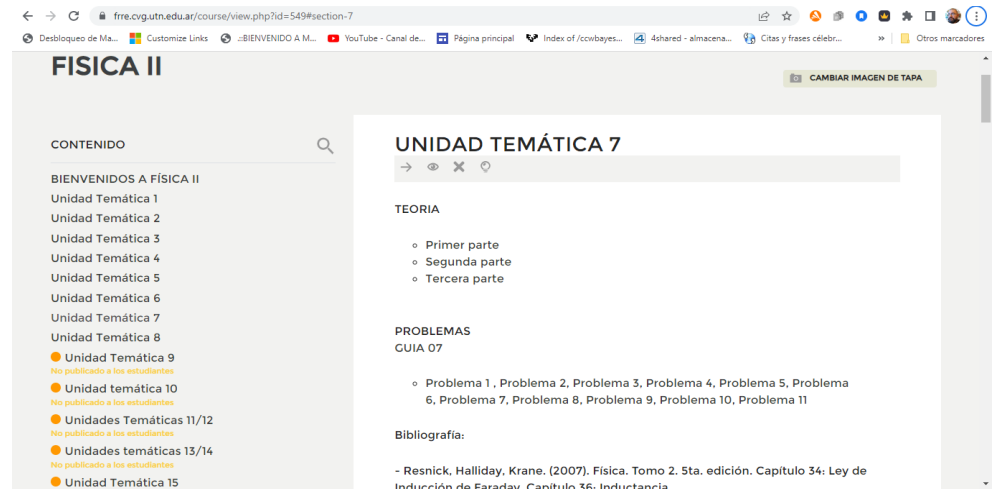 frre.cvg.utn.edu.ar/course/view.php?id=549#section-7
Desbloqueo de Ma...
Customize Links
.::BIENVENIDO A M...
YouTube - Canal de...
Página principal
Index of /ccwbayes...
4shared - almacena...
Citas y frases célebr...
»
Otros marcadores
FISICA II
CAMBIAR IMAGEN DE TAPA
CONTENIDO
BIENVENIDOS A FÍSICA II
Unidad Temática 1
Unidad Temática 2
Unidad Temática 3
Unidad Temática 4
Unidad Temática 5
Unidad Temática 6
Unidad Temática 7
Unidad Temática 8
Unidad Temática 9
No publicado a los estudiantes
Unidad temática 10
No publicado a los estudiantes
Unidades Temáticas 11/12
No publicado a los estudiantes
Unidades temáticas 13/14
No publicado a los estudiantes
Unidad Temática 15
UNIDAD TEMÁTICA 7
TEORIA
Primer parte
Segunda parte
Tercera parte
PROBLEMAS
GUIA 07
Problema 1 , Problema 2, Problema 3, Problema 4, Problema 5, Problema
6, Problema 7, Problema 8, Problema 9, Problema 10, Problema 11
Bibliografía:
- Resnick, Halliday, Krane. (2007). Física. Tomo 2. 5ta. edición. Capítulo 34: Ley de
Inducción de Faraday. Capítulo 36: Inductancia.